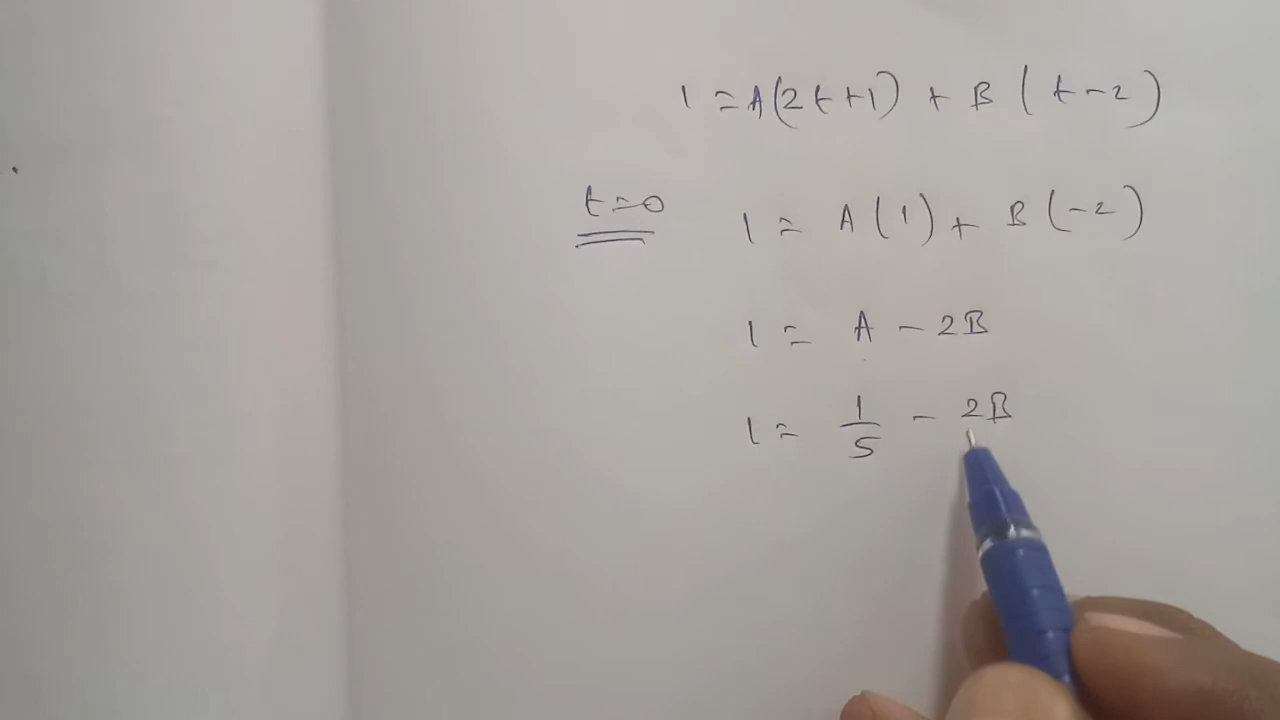 1 = A(2t+1) + B(t-2)
t=0 1 = A(1) + B(-2)
1 = A - 2B
1 = 1/5 - 2B